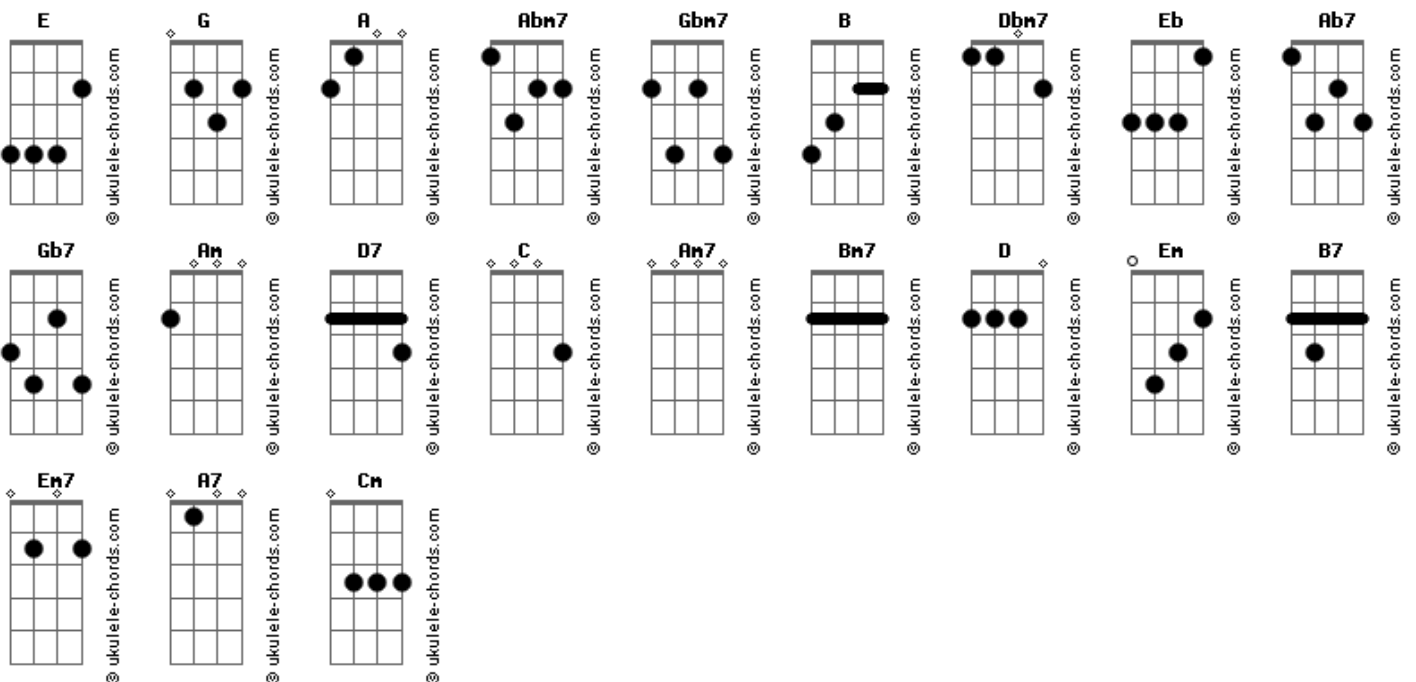 E G A Abm7 Gbm7 B Dbm7 Eb Ab7
© ukulele-chords.com © ukulele-chords.com © ukulele-chords.com © ukulele-chords.com © ukulele-chords.com © ukulele-chords.com © ukulele-chords.com © ukulele-chords.com © ukulele-chords.com
Gb7 Am D7 C Am7 Bm7 D Em B7
© ukulele-chords.com © ukulele-chords.com © ukulele-chords.com © ukulele-chords.com © ukulele-chords.com © ukulele-chords.com © ukulele-chords.com © ukulele-chords.com © ukulele-chords.com
Em7 A7 Cm
© ukulele-chords.com © ukulele-chords.com © ukulele-chords.com